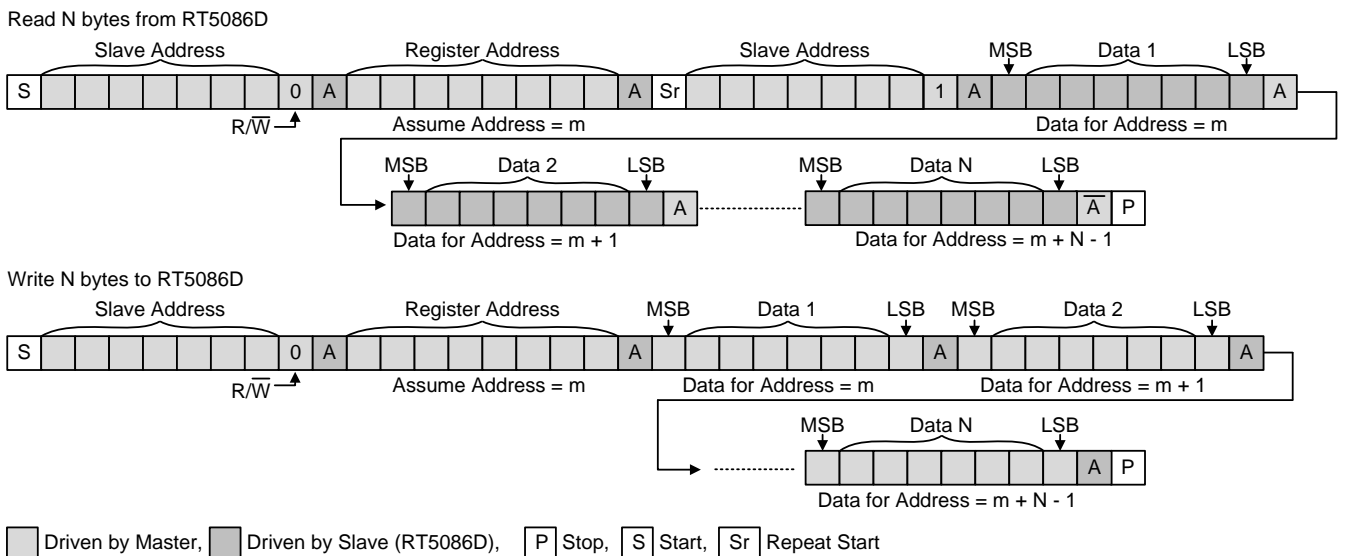 Read N bytes from RT5086D
Slave Address Register Address Slave Address MSB Data 1 LSB
S 0 A A Sr 1 A A
R/W̅ Assume Address = m Data for Address = m
MSB Data 2 LSB MSB Data N LSB
A A̅ P
Data for Address = m + 1 Data for Address = m + N - 1
Write N bytes to RT5086D
Slave Address Register Address MSB Data 1 LSB MSB Data 2 LSB
S 0 A A A A
R/W̅ Assume Address = m Data for Address = m Data for Address = m + 1
MSB Data N LSB
A P
Data for Address = m + N - 1
Driven by Master, Driven by Slave (RT5086D), P Stop, S Start, Sr Repeat Start